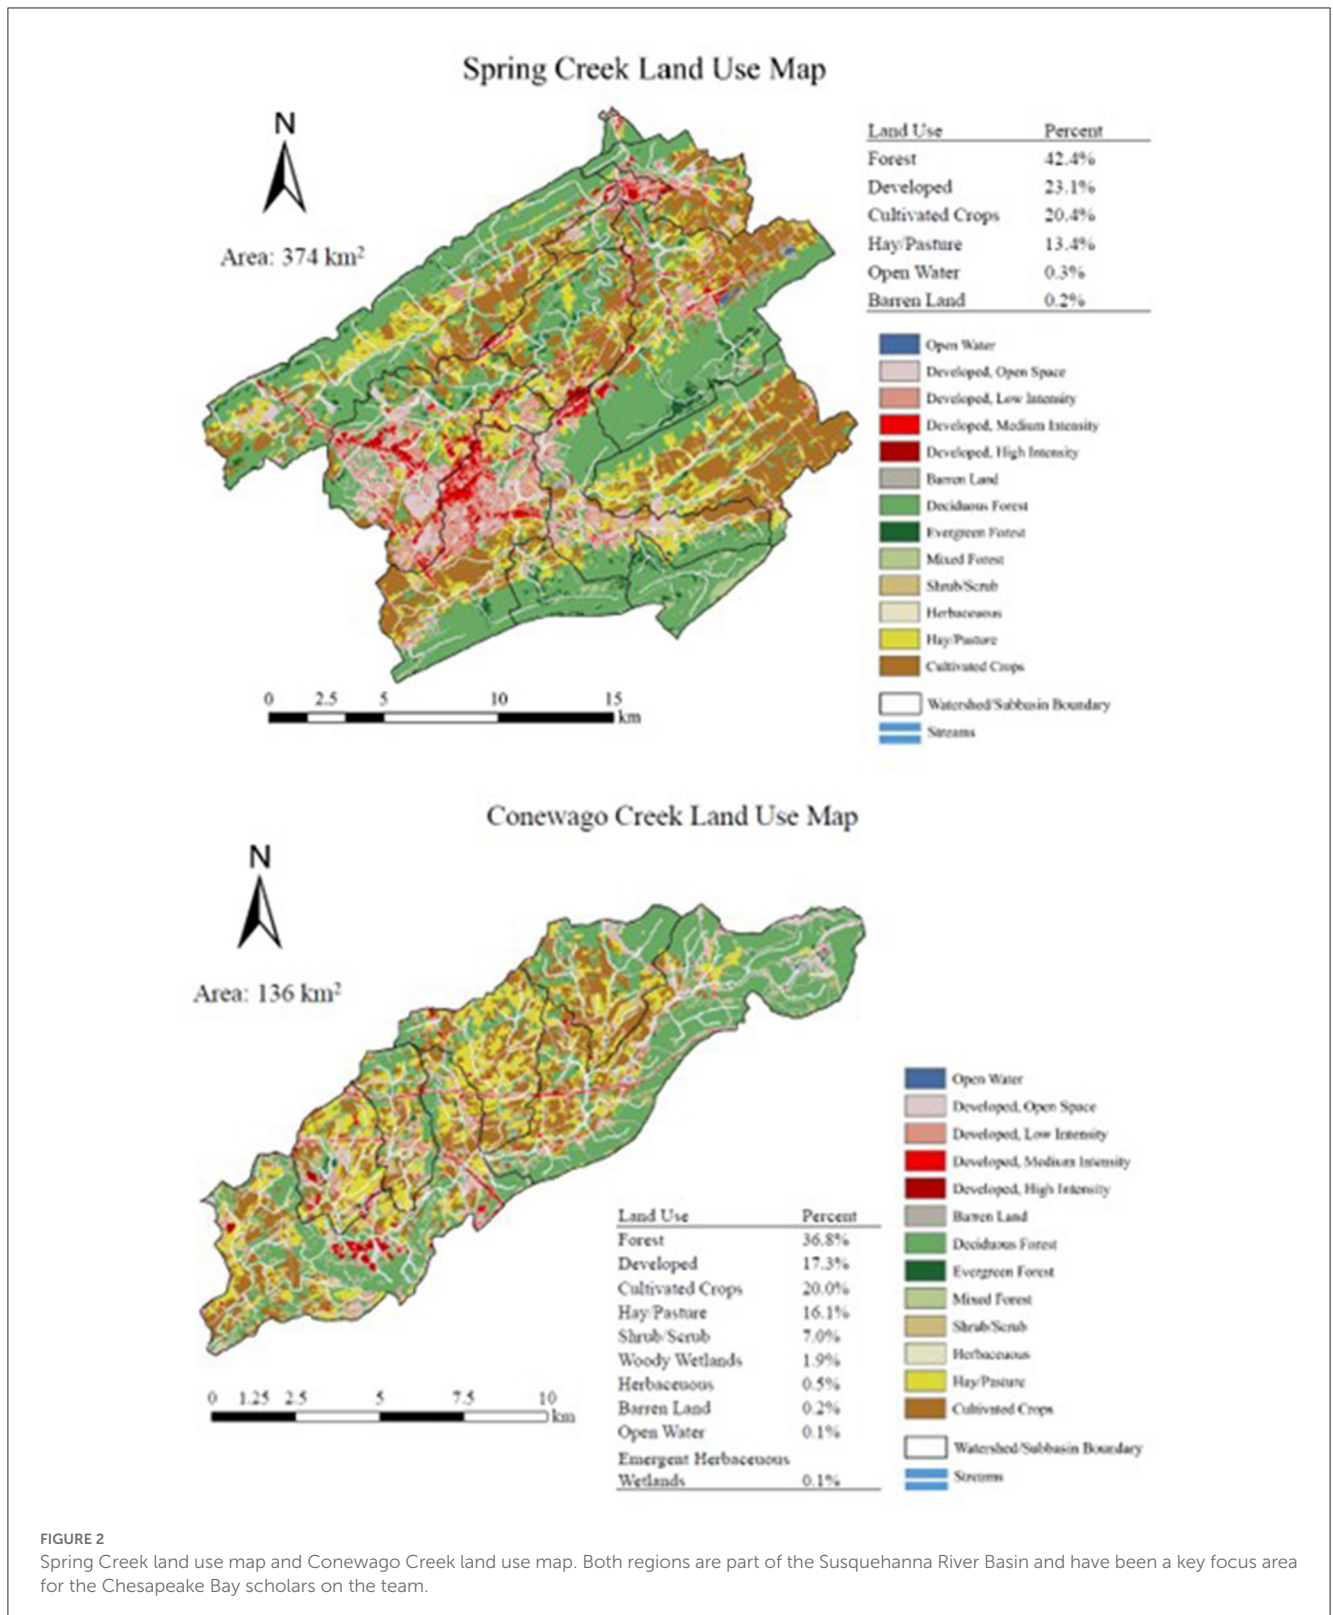 Spring Creek Land Use Map
N
Area: 374 km²
Land Use Percent
Forest 42.4%
Developed 23.1%
Cultivated Crops 20.4%
Hay/Pasture 13.4%
Open Water 0.3%
Barren Land 0.2%
Open Water
Developed, Open Space
Developed, Low Intensity
Developed, Medium Intensity
Developed, High Intensity
Barren Land
Deciduous Forest
Evergreen Forest
Mixed Forest
Shrub/Scrub
Herbaceuous
Hay/Pasture
Cultivated Crops
Watershed/Subbasin Boundary
Streams
0 2.5 5 10 15
km
Conewago Creek Land Use Map
N
Area: 136 km²
Open Water
Developed, Open Space
Developed, Low Intensity
Developed, Medium Intensity
Developed, High Intensity
Barren Land
Deciduous Forest
Evergreen Forest
Mixed Forest
Shrub/Scrub
Herbaceuous
Hay/Pasture
Cultivated Crops
Watershed/Subbasin Boundary
Streams
Land Use Percent
Forest 36.8%
Developed 17.3%
Cultivated Crops 20.0%
Hay/Pasture 16.1%
Shrub/Scrub 7.0%
Woody Wetlands 1.9%
Herbaceuous 0.5%
Barren Land 0.2%
Open Water 0.1%
Emergent Herbaceuous
Wetlands 0.1%
0 1.25 2.5 5 7.5 10
km
FIGURE 2
Spring Creek land use map and Conewago Creek land use map. Both regions are part of the Susquehanna River Basin and have been a key focus area
for the Chesapeake Bay scholars on the team.